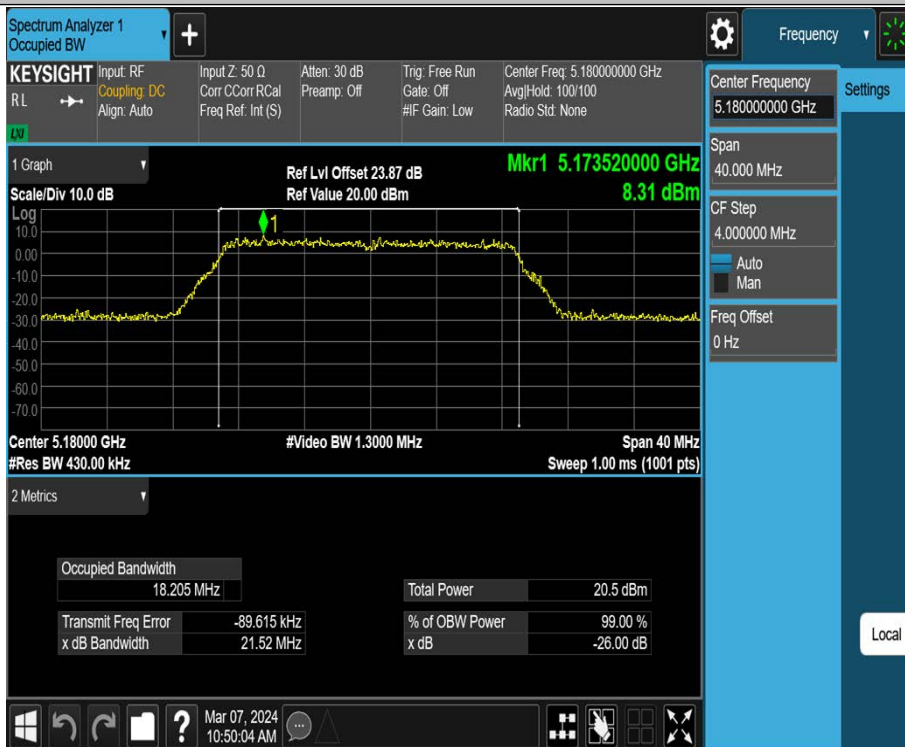 Spectrum Analyzer 1
Occupied BW
+
Frequency
KEYSIGHT
R L
LXI
Input: RF
Coupling: DC
Align: Auto
Input Z: 50 Ω
Corr CCorr RCal
Freq Ref: Int (S)
Atten: 30 dB
Preamp: Off
Trig: Free Run
Gate: Off
#IF Gain: Low
Center Freq: 5.180000000 GHz
Avg|Hold: 100/100
Radio Std: None
Center Frequency
5.180000000 GHz
Settings
Span
40.000 MHz
CF Step
4.000000 MHz
Auto
Man
Freq Offset
0 Hz
Local
1 Graph
Scale/Div 10.0 dB
Ref Lvl Offset 23.87 dB
Ref Value 20.00 dBm
Mkr1 5.173520000 GHz
8.31 dBm
Log
1
10.0
0.00
-10.0
-20.0
-30.0
-40.0
-50.0
-60.0
-70.0
Center 5.18000 GHz
#Video BW 1.3000 MHz
Span 40 MHz
#Res BW 430.00 kHz
Sweep 1.00 ms (1001 pts)
2 Metrics
Occupied Bandwidth
18.205 MHz
Total Power 20.5 dBm
Transmit Freq Error -89.615 kHz
% of OBW Power 99.00 %
x dB Bandwidth 21.52 MHz
x dB -26.00 dB
?
Mar 07, 2024
10:50:04 AM